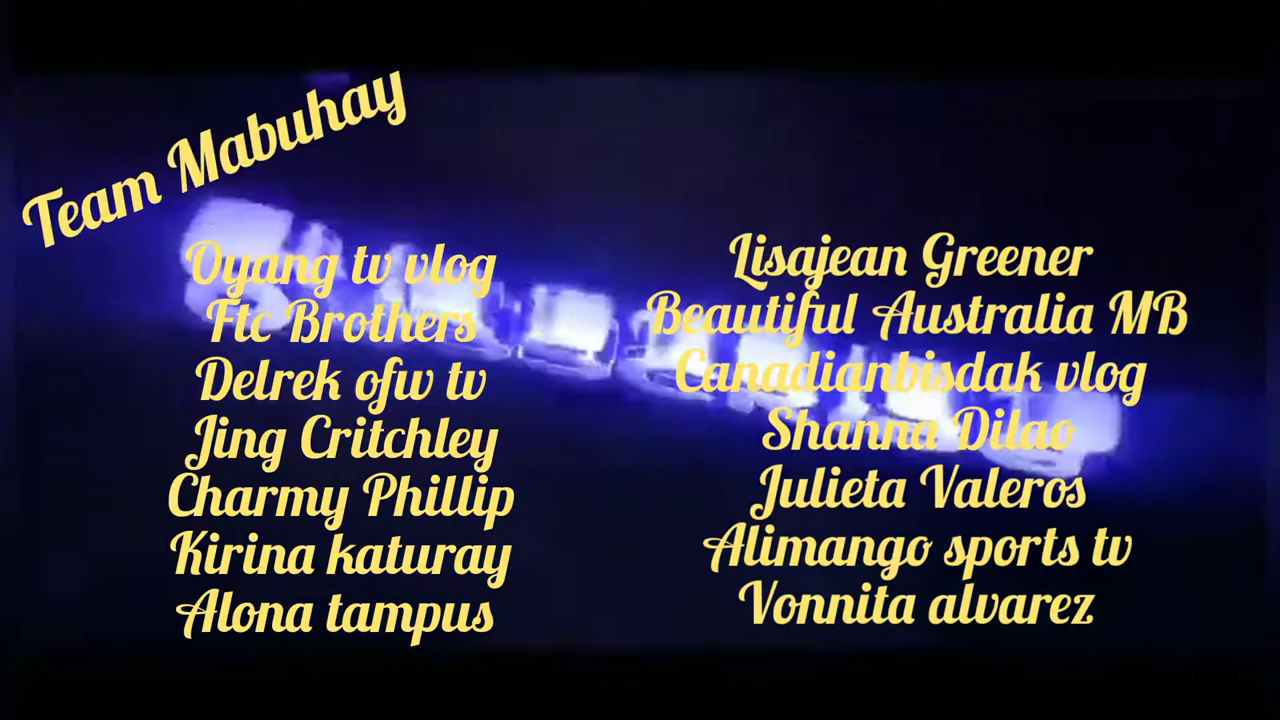 Team Mabuhay
Oyang tv vlog
Ftc Brothers
Delrek ofw tv
Jing Critchley
Charmy Phillip
Kirina katuray
Alona tampus
Lisajean Greener
Beautiful Australia MB
Canadianbisdak vlog
Shanna Dilao
Julieta Valeros
Alimango sports tv
Vonnita alvarez